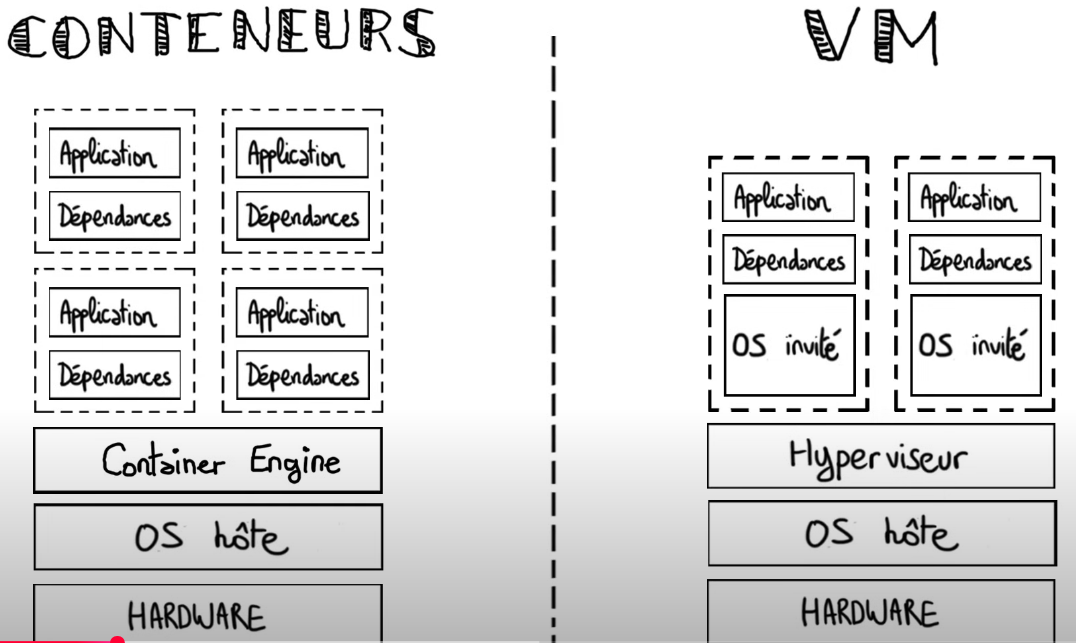 CONTENEURS
Application
Application
Dépendances
Dépendances
Application
Application
Dépendances
Dépendances
Container Engine
OS hôte
HARDWARE
VM
Application
Application
Dépendances
Dépendances
OS invité
OS invité
Hyperviseur
OS hôte
HARDWARE